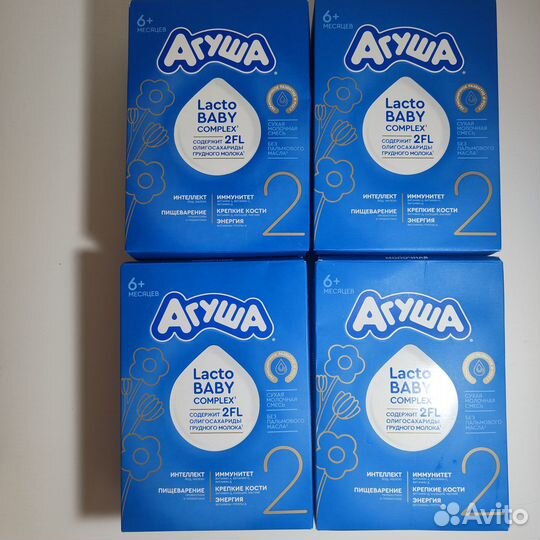 6+
МЕСЯЦЕВ
Агуша
Lacto
BABY
COMPLEX
СОДЕРЖИТ 2FL
ОЛИГОСАХАРИДЫ
ГРУДНОГО МОЛОКА
СУХАЯ
МОЛОЧНАЯ
СМЕСЬ
БЕЗ
ПАЛЬМОВОГО
МАСЛА
ИНТЕЛЛЕКТ
ИММУНИТЕТ
ПИЩЕВАРЕНИЕ
КРЕПКИЕ КОСТИ
ЭНЕРГИЯ
2
6+
МЕСЯЦЕВ
Агуша
Lacto
BABY
COMPLEX
СОДЕРЖИТ 2FL
ОЛИГОСАХАРИДЫ
ГРУДНОГО МОЛОКА
СУХАЯ
МОЛОЧНАЯ
СМЕСЬ
БЕЗ
ПАЛЬМОВОГО
МАСЛА
ИНТЕЛЛЕКТ
ИММУНИТЕТ
ПИЩЕВАРЕНИЕ
КРЕПКИЕ КОСТИ
ЭНЕРГИЯ
2
МОЛОЧНАЯ
6+
МЕСЯЦЕВ
Агуша
Lacto
BABY
COMPLEX
СОДЕРЖИТ 2FL
ОЛИГОСАХАРИДЫ
ГРУДНОГО МОЛОКА
СУХАЯ
МОЛОЧНАЯ
СМЕСЬ
БЕЗ
ПАЛЬМОВОГО
МАСЛА
ИНТЕЛЛЕКТ
ИММУНИТЕТ
ПИЩЕВАРЕНИЕ
КРЕПКИЕ КОСТИ
ЭНЕРГИЯ
2
6+
МЕСЯЦЕВ
Агуша
Lacto
BABY
COMPLEX
СОДЕРЖИТ 2FL
ОЛИГОСАХАРИДЫ
ГРУДНОГО МОЛОКА
СУХАЯ
МОЛОЧНАЯ
СМЕСЬ
БЕЗ
ПАЛЬМОВОГО
МАСЛА
ИНТЕЛЛЕКТ
ИММУНИТЕТ
ПИЩЕВАРЕНИЕ
КРЕПКИЕ КОСТИ
ЭНЕРГИЯ
2
Avito